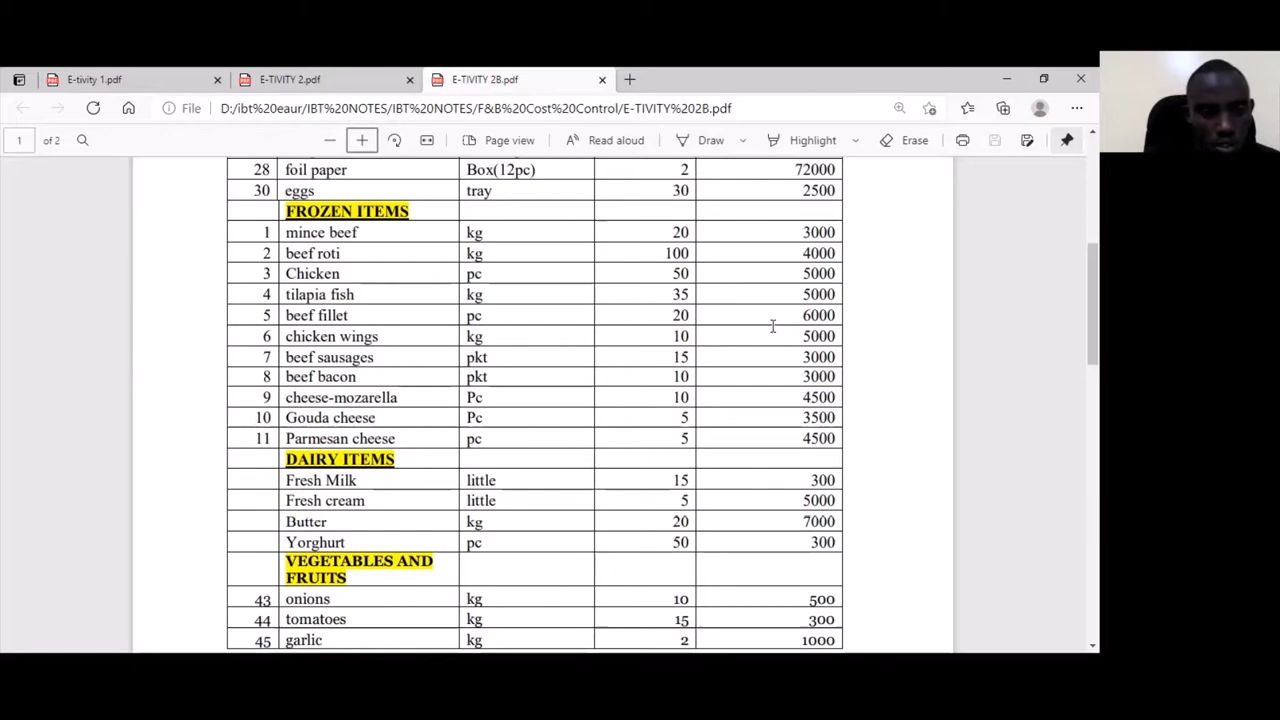 E-tivity 1.pdf E-TIVITY 2.pdf E-TIVITY 2B.pdf
File D:/ibt%20eaur/IBT%20NOTES/IBT%20NOTES/F&B%20Cost%20Control/E-TIVITY%202B.pdf
1 of 2 Page view Read aloud Draw Highlight Erase
28 foil paper Box(12pc) 2 72000
30 eggs tray 30 2500
FROZEN ITEMS
1 mince beef kg 20 3000
2 beef roti kg 100 4000
3 Chicken pc 50 5000
4 tilapia fish kg 35 5000
5 beef fillet pc 20 6000
6 chicken wings kg 10 5000
7 beef sausages pkt 15 3000
8 beef bacon pkt 10 3000
9 cheese-mozarella Pc 10 4500
10 Gouda cheese Pc 5 3500
11 Parmesan cheese pc 5 4500
DAIRY ITEMS
Fresh Milk little 15 300
Fresh cream little 5 5000
Butter kg 20 7000
Yorghurt pc 50 300
VEGETABLES AND
FRUITS
43 onions kg 10 500
44 tomatoes kg 15 300
45 garlic kg 2 1000